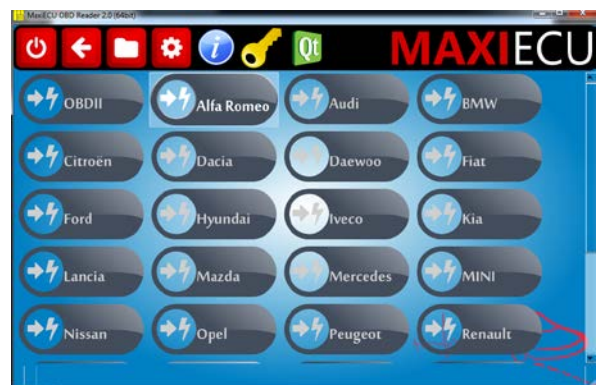 MaxiECU OBD Reader 2.0 (64bit)
i Qt MAXIECU
OBDII Alfa Romeo Audi BMW
Citroën Dacia Daewoo Fiat
Ford Hyundai Iveco Kia
Lancia Mazda Mercedes MINI
Nissan Opel Peugeot Renault